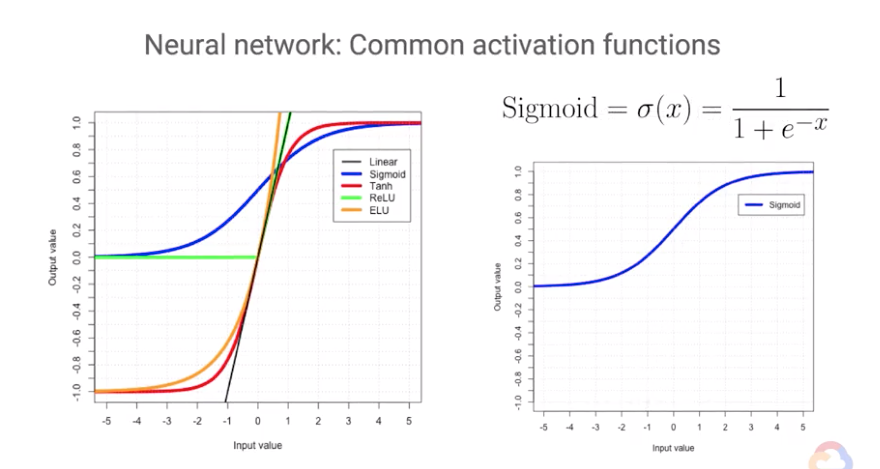 Neural network: Common activation functions
Sigmoid = σ(x) = 1 / (1 + e^{-x})
1.0
0.8
0.6
0.4
0.2
0.0
-0.2
-0.4
-0.6
-0.8
-1.0
Output value
Linear
Sigmoid
Tanh
ReLU
ELU
-5 -4 -3 -2 -1 0 1 2 3 4 5
Input value
1.0
0.8
0.6
0.4
0.2
0.0
-0.2
-0.4
-0.6
-0.8
-1.0
Output value
Sigmoid
-5 -4 -3 -2 -1 0 1 2 3 4 5
Input value